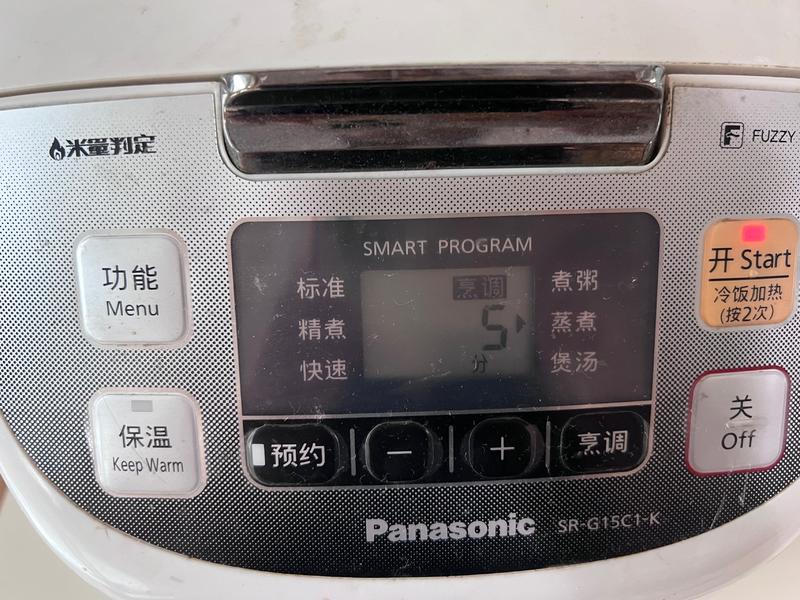 米量判定
FUZZY
SMART PROGRAM
标准
精煮
快速
烹调
5
分
煮粥
蒸煮
煲汤
功能
Menu
开 Start
冷饭加热
(按2次)
保温
Keep Warm
关
Off
预约
−
+
烹调
Panasonic
SR-G15C1-K